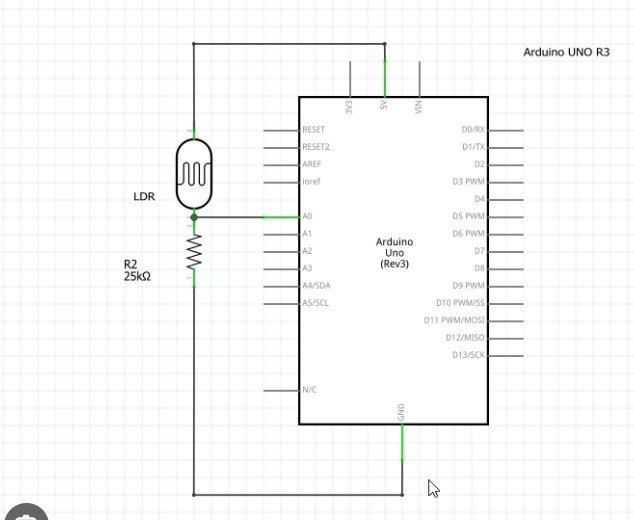 Arduino UNO R3
3V3
5V
VIN
RESET
RESET2
AREF
ioref
A0
A1
A2
A3
A4/SDA
A5/SCL
N/C
D0/RX
D1/TX
D2
D3 PWM
D4
D5 PWM
D6 PWM
D7
D8
D9 PWM
D10 PWM/SS
D11 PWM/MOSI
D12/MISO
D13/SCK
GND
Arduino
Uno
(Rev3)
LDR
R2
25kΩ